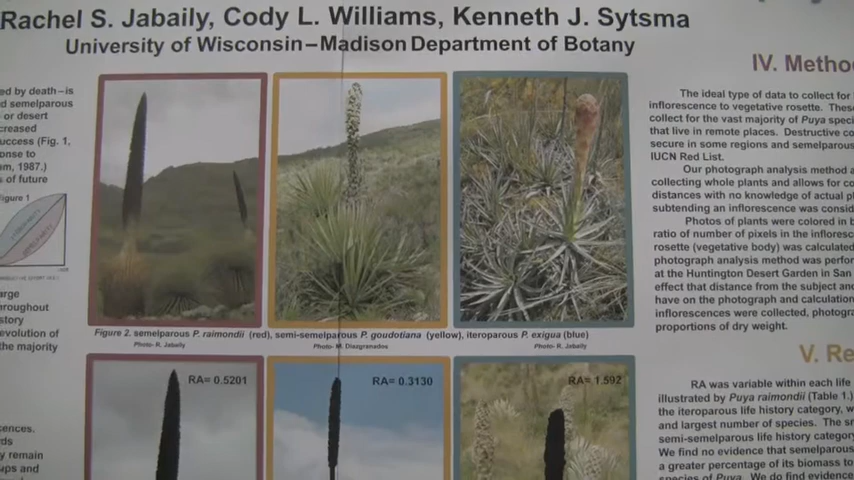 Rachel S. Jabaily, Cody L. Williams, Kenneth J. Sytsma
University of Wisconsin–Madison Department of Botany
ed by death–is
d semelparous
or desert
creased
uccess (Fig. 1,
onse to
m, 1987.)
s of future
igure 1
arge
roughout
story
evolution of
the majority
ences.
rds
y remain
ups and
Figure 2. semelparous P. raimondii (red), semi-semelparous P. goudotiana (yellow), iteroparous P. exigua (blue)
Photo- R. Jabaily
Photo- M. Diazgranados
Photo- R. Jabaily
RA= 0.5201
RA= 0.3130
RA= 1.592
IV. Metho
The ideal type of data to collect for
inflorescence to vegetative rosette. These
collect for the vast majority of Puya speci
that live in remote places. Destructive co
secure in some regions and semelparous
IUCN Red List.
Our photograph analysis method a
collecting whole plants and allows for co
distances with no knowledge of actual pl
subtending an inflorescence was consid
Photos of plants were colored in b
ratio of number of pixels in the infloresc
rosette (vegetative body) was calculated
photograph analysis method was perfor
at the Huntington Desert Garden in San
effect that distance from the subject and
have on the photograph and calculation
inflorescences were collected, photogra
proportions of dry weight.
V. Re
RA was variable within each life
illustrated by Puya raimondii (Table 1.)
the iteroparous life history category, w
and largest number of species. The sm
semi-semelparous life history category
We find no evidence that semelparous
a greater percentage of its biomass to
species of Puya. We do find evidence